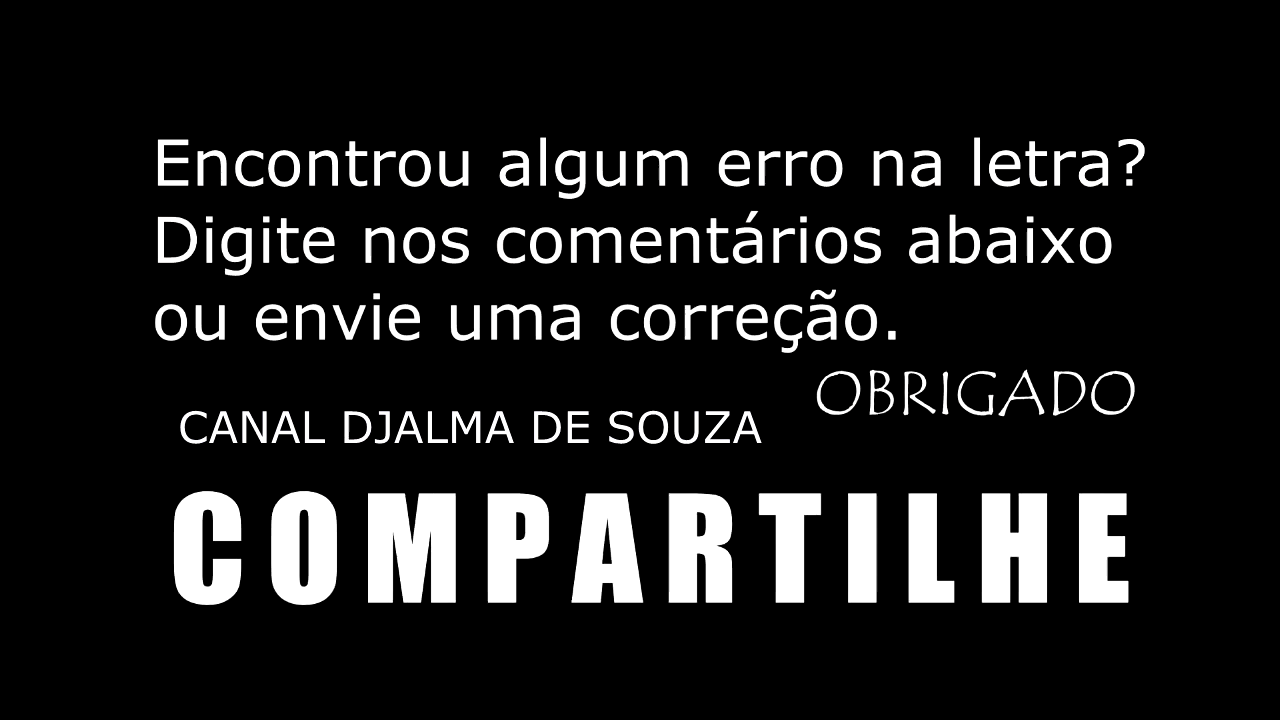 Encontrou algum erro na letra?
Digite nos comentários abaixo
ou envie uma correção.
OBRIGADO
CANAL DJALMA DE SOUZA
COMPARTILHE